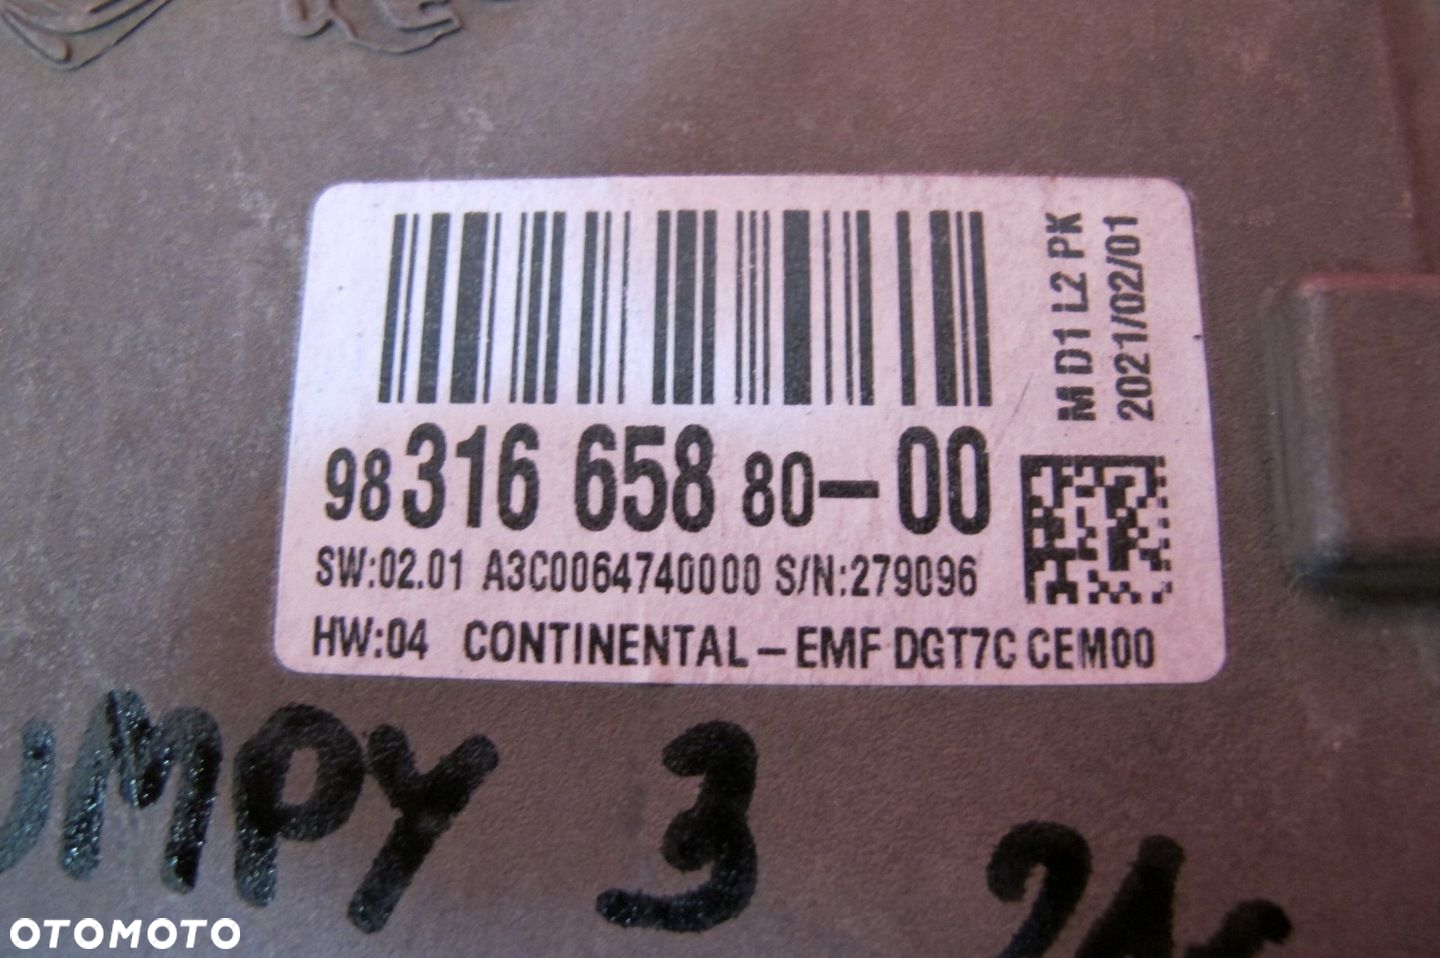 MD1 L2 PK
2021/02/01
98 316 658 80-00
SW:02.01 A3C0064740000 S/N:279096
HW:04 CONTINENTAL-EMF DGT7C CEM00
UMPY 3
OTOMOTO